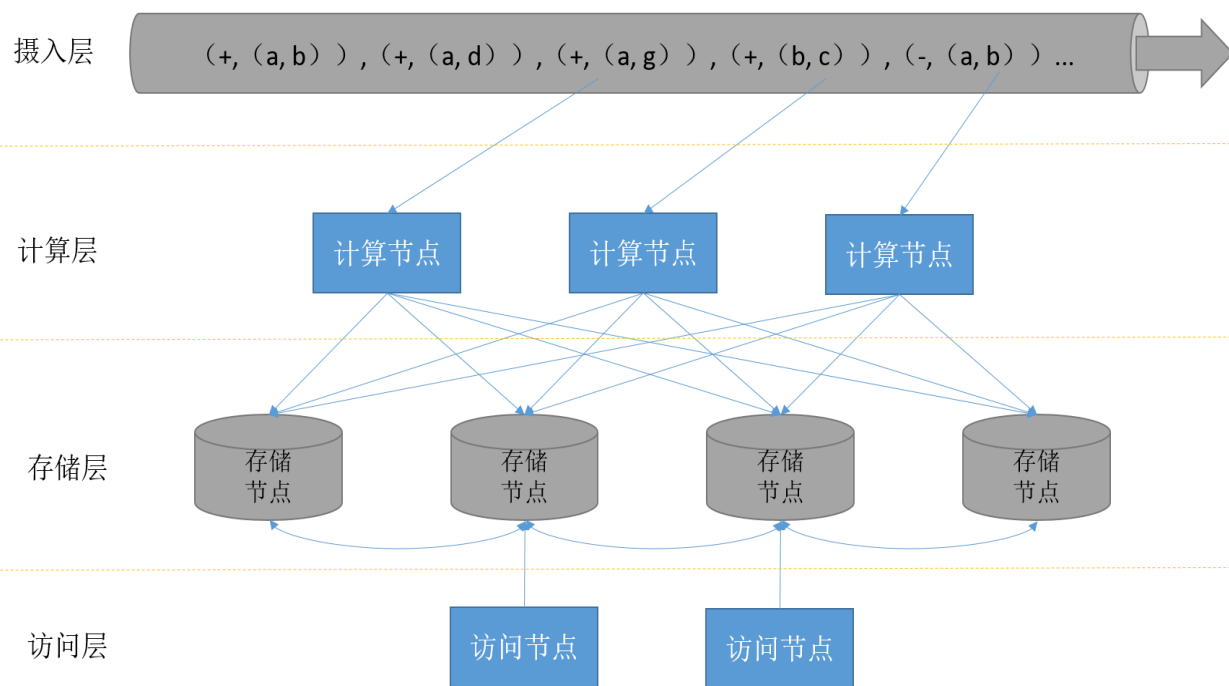 摄入层
（+,（a,b））,（+,（a,d））,（+,（a,g））,（+,（b,c））,（-,（a,b））...
计算层
计算节点
计算节点
计算节点
存储层
存储
节点
存储
节点
存储
节点
存储
节点
访问层
访问节点
访问节点